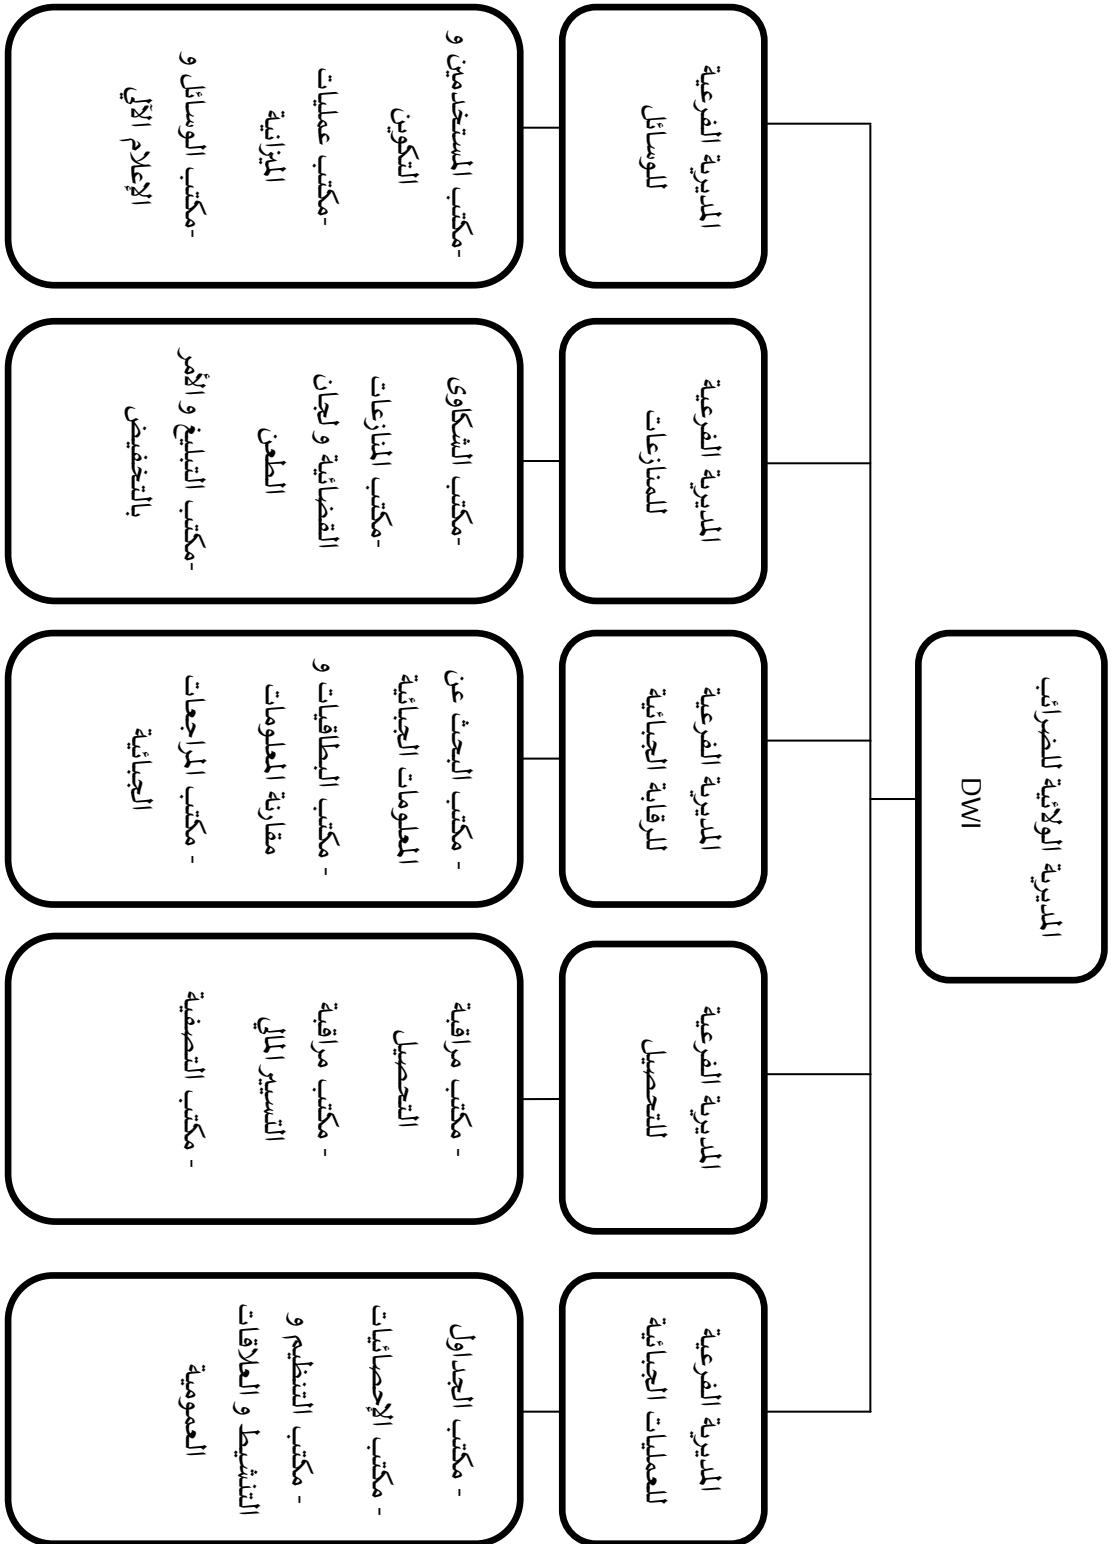 المديرية الولائية للضرائب
DWI
المديرية الفرعية
للعمليات الجبائية
المديرية الفرعية
للتحصيل
المديرية الفرعية
للرقابة الجبائية
المديرية الفرعية
للمنازعات
المديرية الفرعية
للوسائل
- مكتب الجداول
- مكتب الإحصائيات
- مكتب التنظيم و
التنشيط و العلاقات
العمومية
- مكتب مراقبة
التحصيل
- مكتب مراقبة
التسيير المالي
- مكتب التصفية
- مكتب البحث عن
المعلومات الجبائية
- مكتب البطاقيات و
مقارنة المعلومات
- مكتب المراجعات
الجبائية
-مكتب الشكاوى
-مكتب المنازعات
القضائية و لجان
الطعن
-مكتب التبليغ و الأمر
بالتخفيض
-مكتب المستخدمين و
التكوين
-مكتب عمليات
الميزانية
-مكتب الوسائل و
الإعلام الآلي